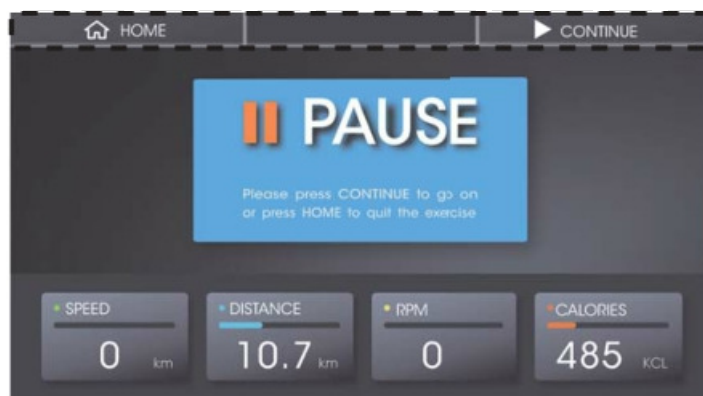 HOME
CONTINUE
PAUSE
Please press CONTINUE to go on
or press HOME to quit the exercise
SPEED
DISTANCE
RPM
CALORIES
0 km
10.7 km
0
485 KCL